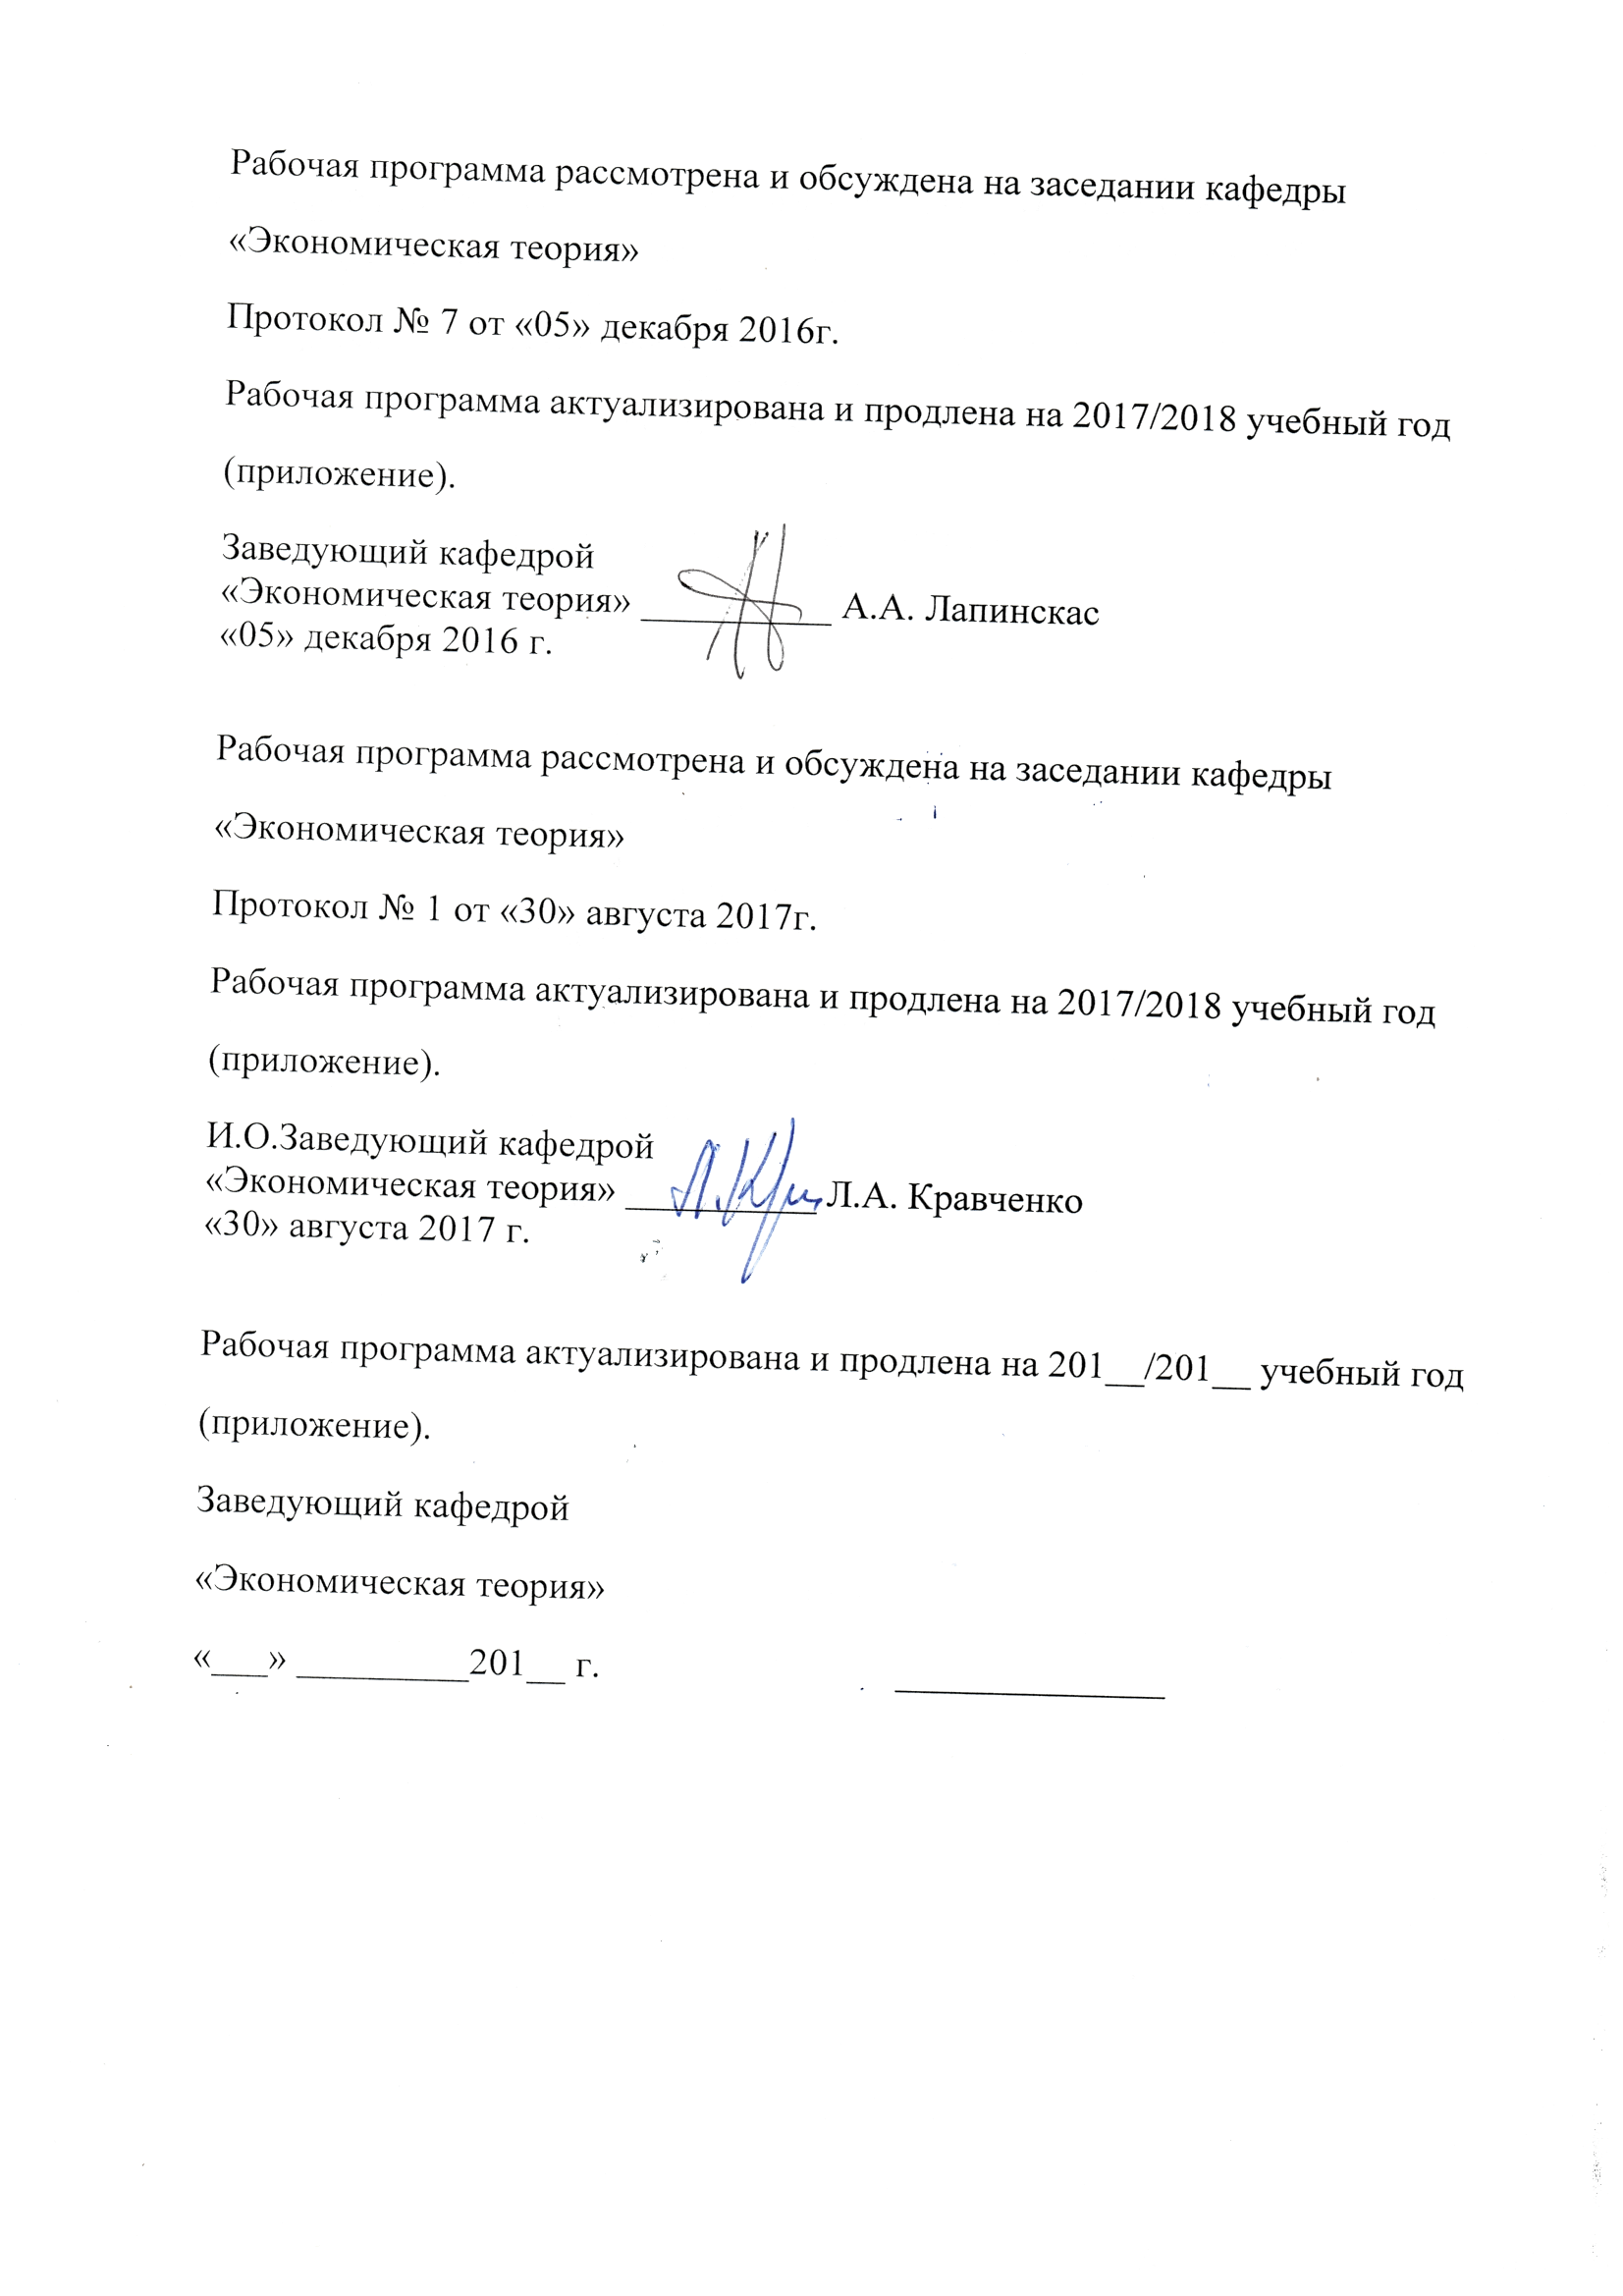 Рабочая программа рассмотрена и обсуждена на заседании кафедры
«Экономическая теория»
Протокол № 7 от «05» декабря 2016г.
Рабочая программа актуализирована и продлена на 2017/2018 учебный год
(приложение).
Заведующий кафедрой
«Экономическая теория» __________ А.А. Лапинскас
«05» декабря 2016 г.
Рабочая программа рассмотрена и обсуждена на заседании кафедры
«Экономическая теория»
Протокол № 1 от «30» августа 2017г.
Рабочая программа актуализирована и продлена на 2017/2018 учебный год
(приложение).
И.О.Заведующий кафедрой
«Экономическая теория» __________ Л.А. Кравченко
«30» августа 2017 г.
Рабочая программа актуализирована и продлена на 201__/201__ учебный год
(приложение).
Заведующий кафедрой
«Экономическая теория»
«___» _________201__ г. ______________